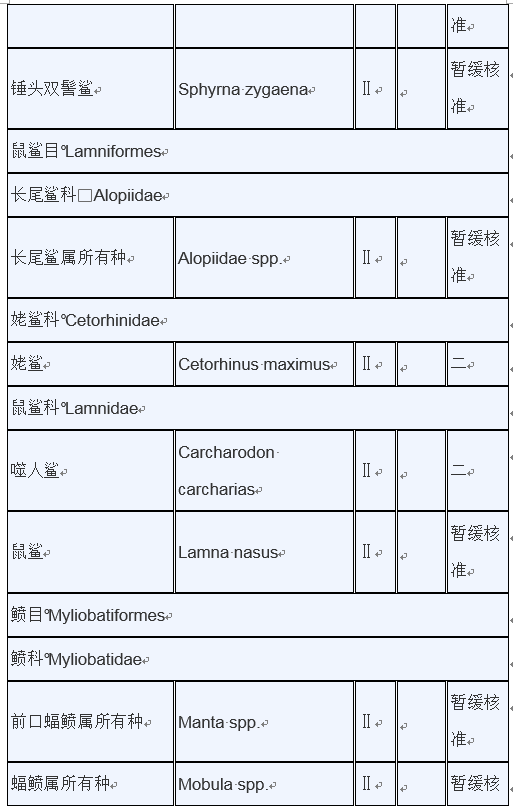 准
锤头双髻鲨 Sphyrna zygaena Ⅱ 暂缓核
准
鼠鲨目 Lamniformes
长尾鲨科□Alopiidae
长尾鲨属所有种 Alopiidae spp. Ⅱ 暂缓核
准
姥鲨科 Cetorhinidae
姥鲨 Cetorhinus maximus Ⅱ 二
鼠鲨科 Lamnidae
噬人鲨 Carcharodon
carcharias Ⅱ 二
鼠鲨 Lamna nasus Ⅱ 暂缓核
准
鲼目 Myliobatiformes
鲼科 Myliobatidae
前口蝠鲼属所有种 Manta spp. Ⅱ 暂缓核
准
蝠鲼属所有种 Mobula spp. Ⅱ 暂缓核